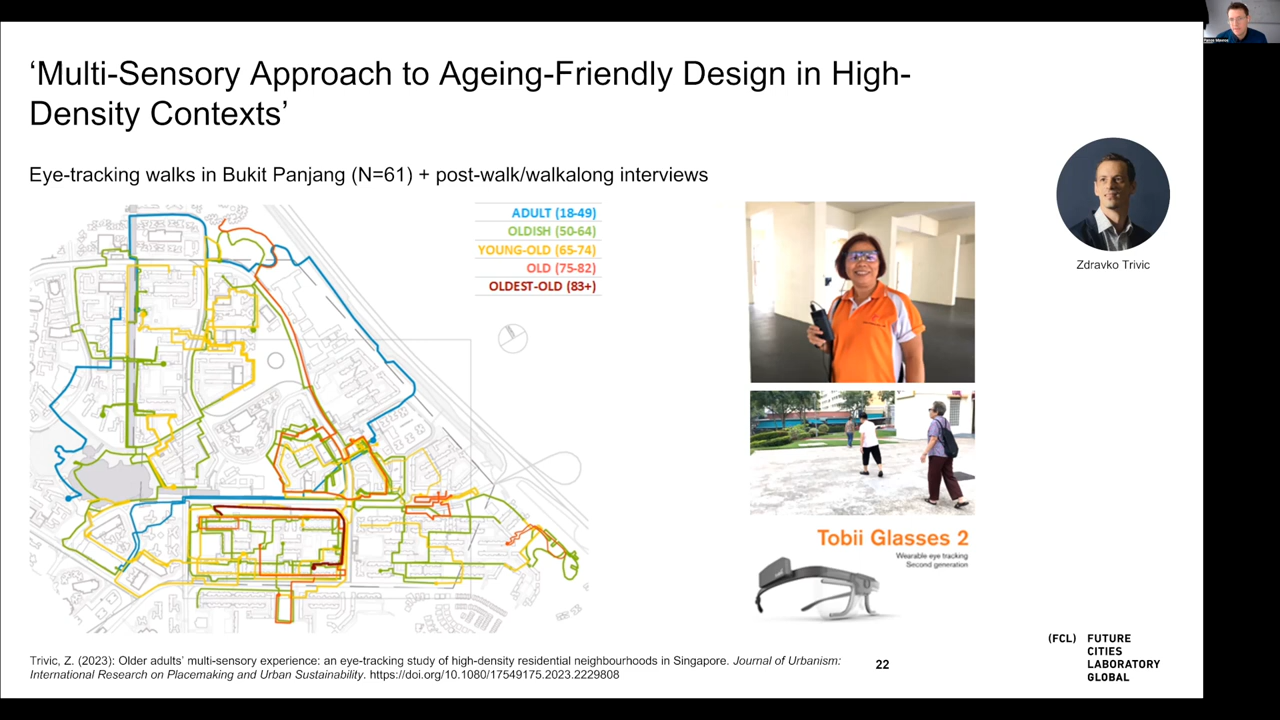 ‘Multi-Sensory Approach to Ageing-Friendly Design in High-
Density Contexts’
Eye-tracking walks in Bukit Panjang (N=61) + post-walk/walkalong interviews
ADULT (18-49)
OLDISH (50-64)
YOUNG-OLD (65-74)
OLD (75-82)
OLDEST-OLD (83+)
Zdravko Trivic
Tobii Glasses 2
Wearable eye tracking
Second generation
(FCL) FUTURE
CITIES
LABORATORY
GLOBAL
Trivic, Z. (2023): Older adults’ multi-sensory experience: an eye-tracking study of high-density residential neighbourhoods in Singapore. Journal of Urbanism:
International Research on Placemaking and Urban Sustainability. https://doi.org/10.1080/17549175.2023.2229808
22